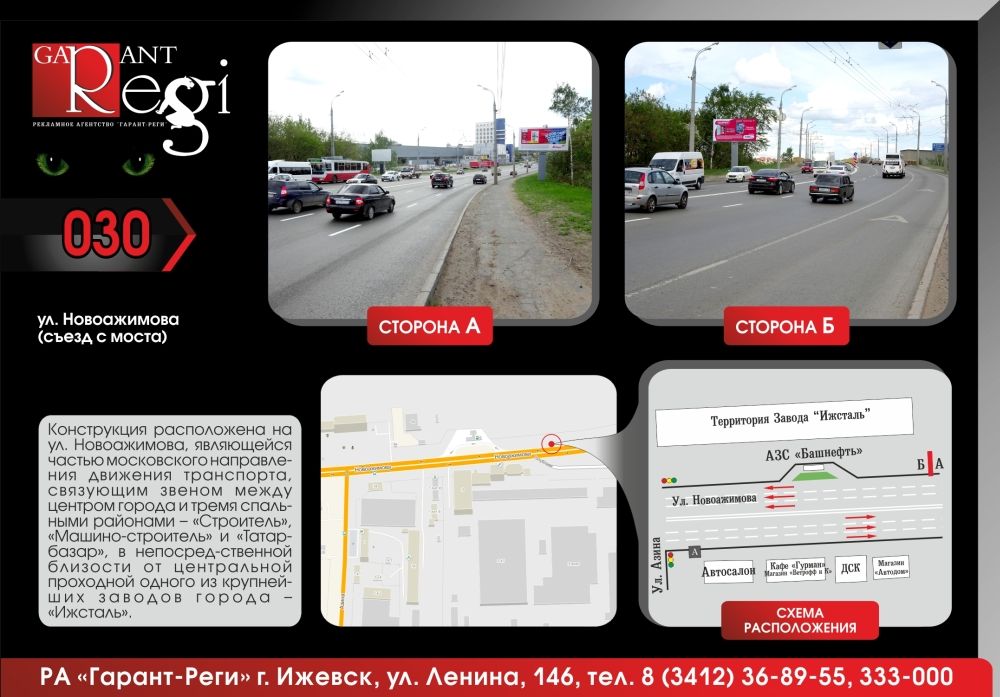 GARANT
Regi
РЕКЛАМНОЕ АГЕНТСТВО "ГАРАНТ-РЕГИ"
030
ул. Новоажимова
(съезд с моста)
СТОРОНА А
СТОРОНА Б
Конструкция расположена на
ул. Новоажимова, являющейся
частью московского направле-
ния движения транспорта,
связующим звеном между
центром города и тремя спаль-
ными районами – «Строитель»,
«Машино-строитель» и «Татар-
базар», в непосред-ственной
близости от центральной
проходной одного из крупней-
ших заводов города –
«Ижсталь».
Новоажимова
Новоажимова
Азина
Территория Завода "Ижсталь"
АЗС «Башнефть»
Б А
Ул. Новоажимова
Ул. Азина
А
Автосалон
Кафе «Гурман»
Магазин «Ветрофф и К»
ДСК
Магазин
«Автодом»
СХЕМА
РАСПОЛОЖЕНИЯ
РА «Гарант-Реги» г. Ижевск, ул. Ленина, 146, тел. 8 (3412) 36-89-55, 333-000